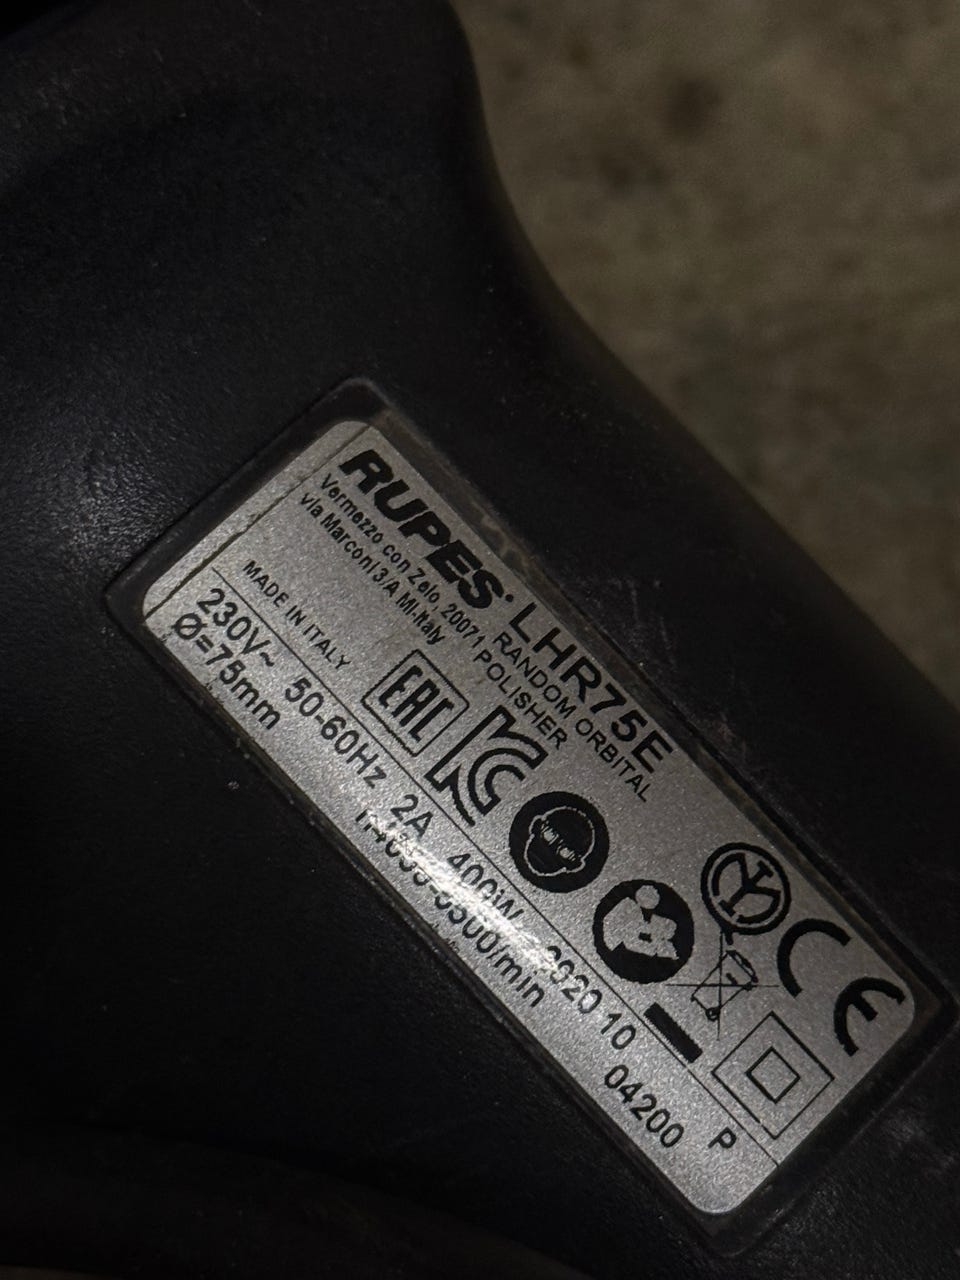 RUPES LHR75E
Vermezzo con Zelo, 20071 RANDOM ORBITAL
via Marconi 3/A MI-Italy POLISHER
MADE IN ITALY
EAC
CE
230V~ 50-60Hz 2A 400W 2020 10 P
Ø=75mm 04200